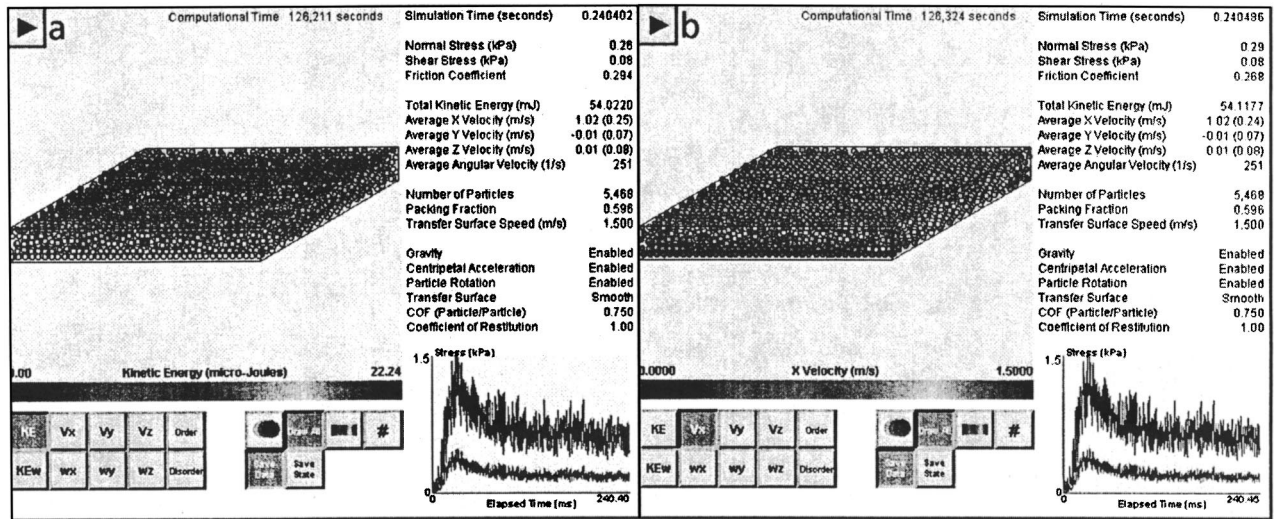 a
Computational Time 126,211 seconds
Simulation Time (seconds) 0.240402
Normal Stress (kPa) 0.28
Shear Stress (kPa) 0.08
Friction Coefficient 0.294
Total Kinetic Energy (mJ) 54.0220
Average X Velocity (m/s) 1.02 (0.25)
Average Y Velocity (m/s) -0.01 (0.07)
Average Z Velocity (m/s) 0.01 (0.08)
Average Angular Velocity (1/s) 251
Number of Particles 5,468
Packing Fraction 0.596
Transfer Surface Speed (m/s) 1.500
Gravity Enabled
Centripetal Acceleration Enabled
Particle Rotation Enabled
Transfer Surface Smooth
COF (Particle/Particle) 0.750
Coefficient of Restitution 1.00
0.00 Kinetic Energy (micro-Joules) 22.24
KE Vx Vy Vz Order
KEw wx wy wz Disorder
#
Save
State
Stress (kPa)
1.5
0
Elapsed Time (ms) 240.40
b
Computational Time 126,324 seconds
Simulation Time (seconds) 0.240496
Normal Stress (kPa) 0.29
Shear Stress (kPa) 0.08
Friction Coefficient 0.268
Total Kinetic Energy (mJ) 54.1177
Average X Velocity (m/s) 1.02 (0.24)
Average Y Velocity (m/s) -0.01 (0.07)
Average Z Velocity (m/s) 0.01 (0.08)
Average Angular Velocity (1/s) 251
Number of Particles 5,468
Packing Fraction 0.596
Transfer Surface Speed (m/s) 1.500
Gravity Enabled
Centripetal Acceleration Enabled
Particle Rotation Enabled
Transfer Surface Smooth
COF (Particle/Particle) 0.750
Coefficient of Restitution 1.00
0.0000 X Velocity (m/s) 1.5000
KE Vx Vy Vz Order
KEw wx wy wz Disorder
#
Save
State
Stress (kPa)
1.5
0
Elapsed Time (ms)